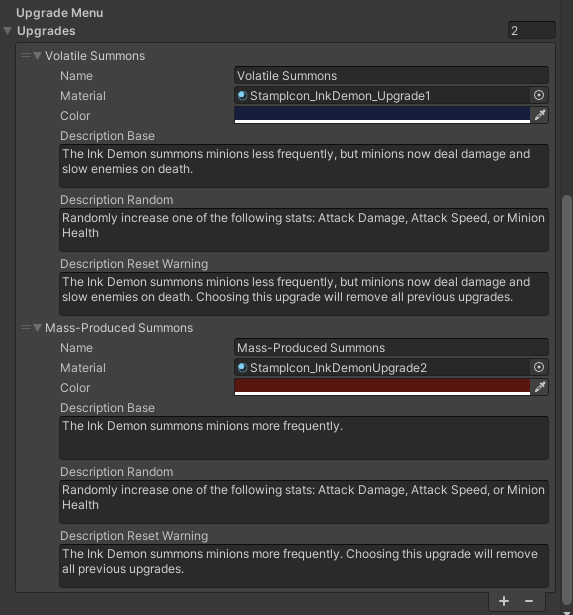 Upgrade Menu
Upgrades 2
Volatile Summons
Name Volatile Summons
Material StampIcon_InkDemon_Upgrade1
Color
Description Base
The Ink Demon summons minions less frequently, but minions now deal damage and
slow enemies on death.
Description Random
Randomly increase one of the following stats: Attack Damage, Attack Speed, or Minion
Health
Description Reset Warning
The Ink Demon summons minions less frequently, but minions now deal damage and
slow enemies on death. Choosing this upgrade will remove all previous upgrades.
Mass-Produced Summons
Name Mass-Produced Summons
Material StampIcon_InkDemonUpgrade2
Color
Description Base
The Ink Demon summons minions more frequently.
Description Random
Randomly increase one of the following stats: Attack Damage, Attack Speed, or Minion
Health
Description Reset Warning
The Ink Demon summons minions more frequently. Choosing this upgrade will remove
all previous upgrades.
+ −